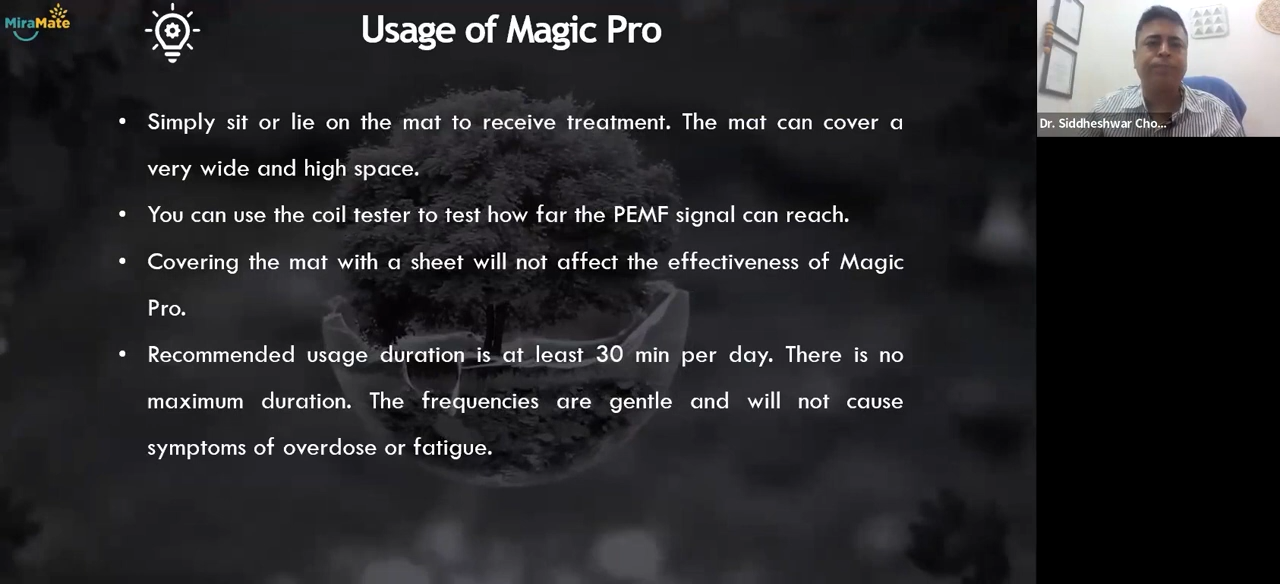 MiraMate
Usage of Magic Pro
• Simply sit or lie on the mat to receive treatment. The mat can cover a
very wide and high space.
• You can use the coil tester to test how far the PEMF signal can reach.
• Covering the mat with a sheet will not affect the effectiveness of Magic
Pro.
• Recommended usage duration is at least 30 min per day. There is no
maximum duration. The frequencies are gentle and will not cause
symptoms of overdose or fatigue.
Dr. Siddheshwar Cho...